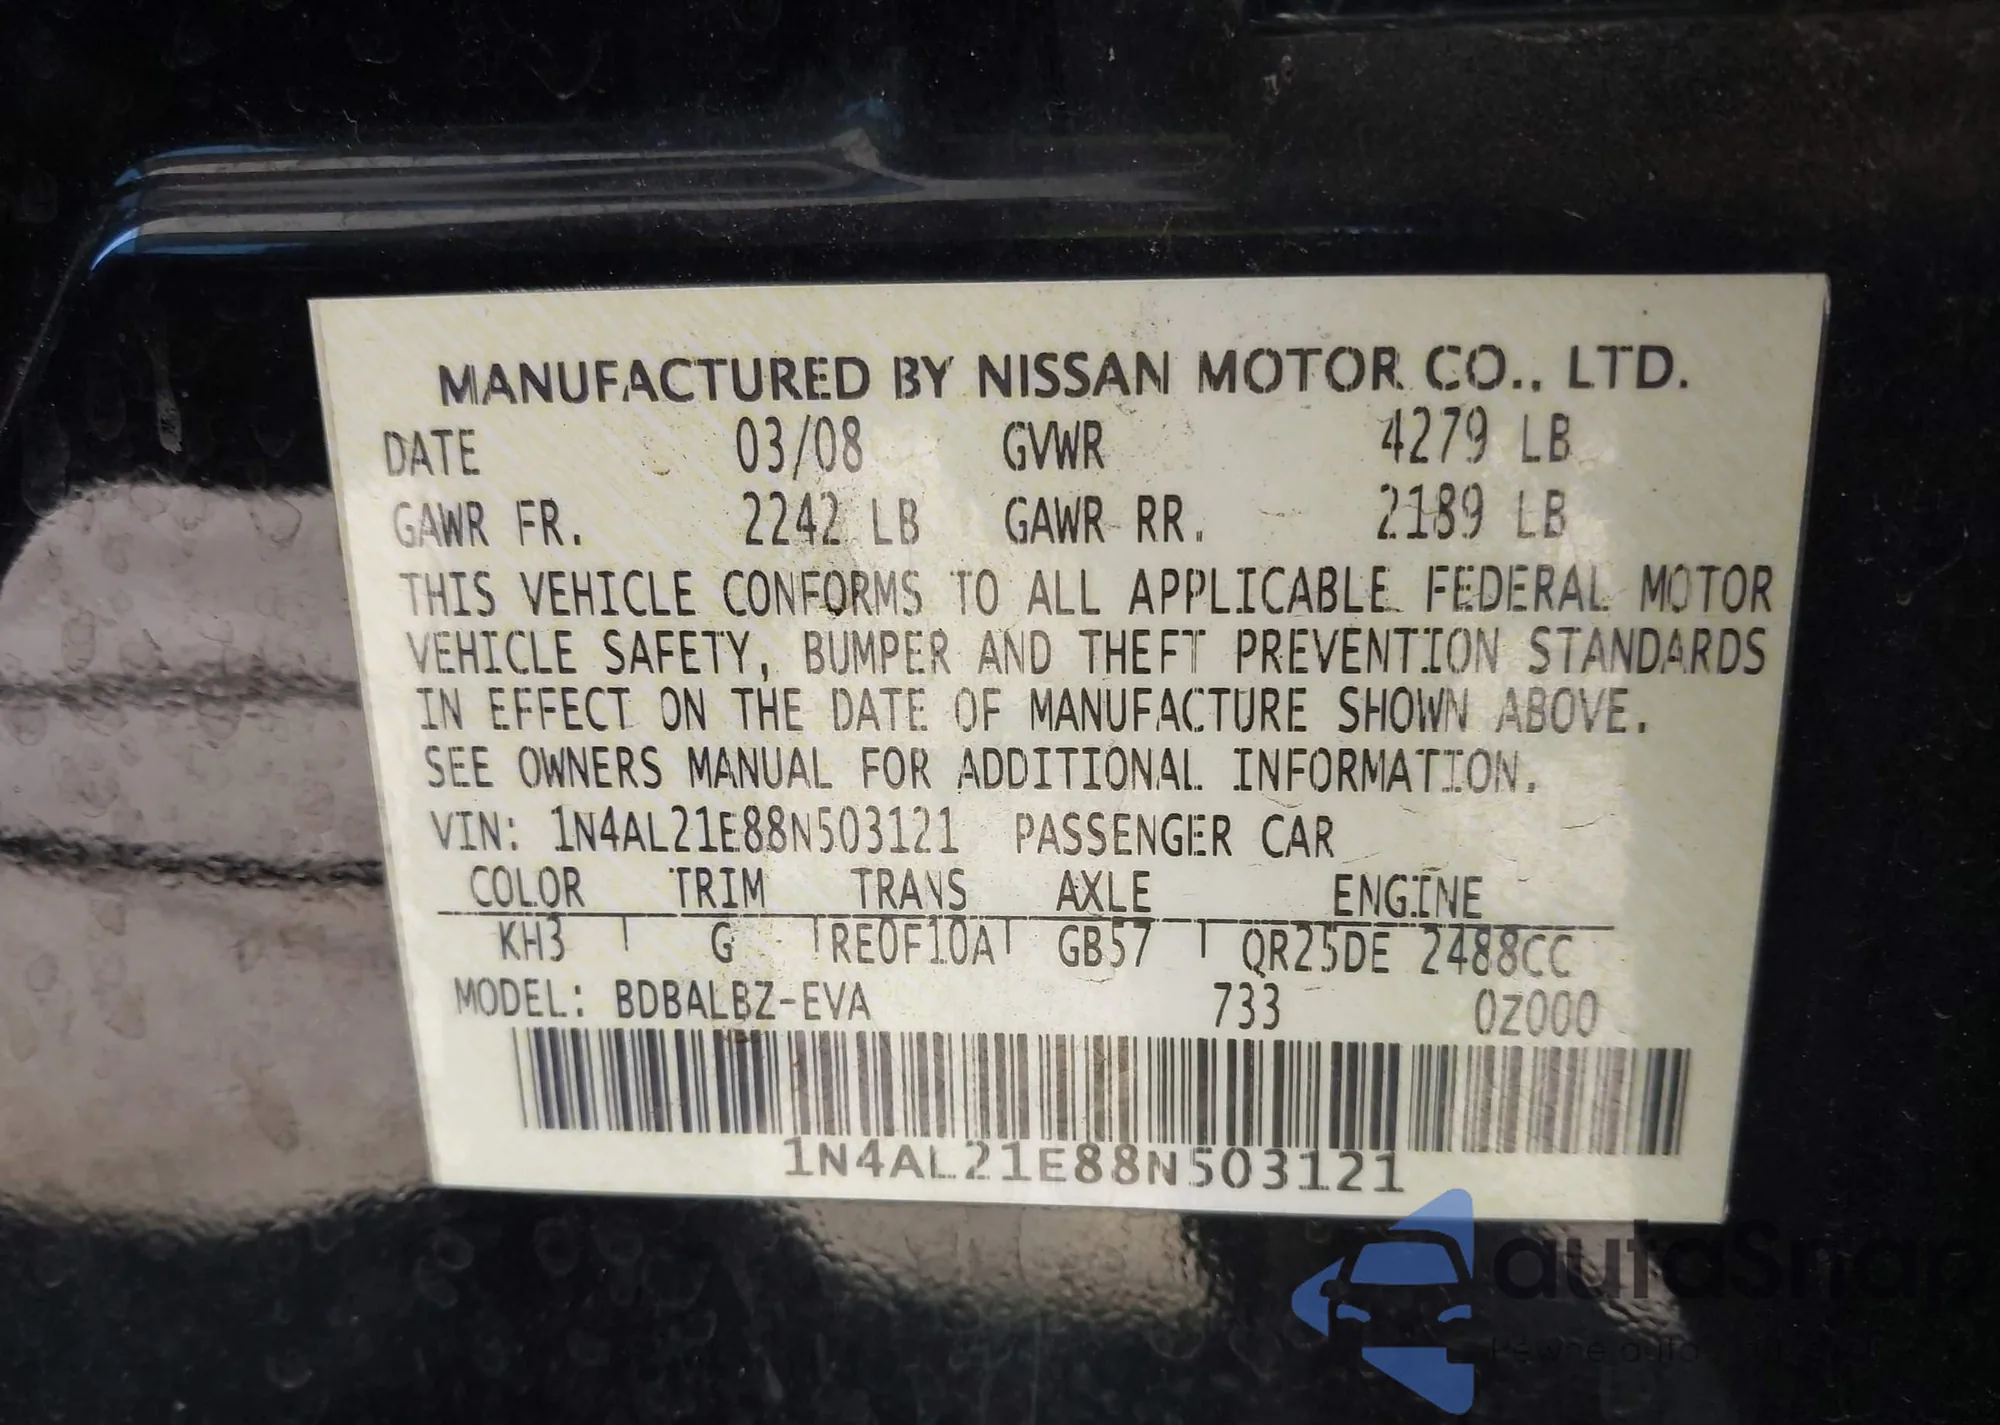 MANUFACTURED BY NISSAN MOTOR CO., LTD.
DATE 03/08 GVWR 4279 LB
GAWR FR. 2242 LB GAWR RR. 2189 LB
THIS VEHICLE CONFORMS TO ALL APPLICABLE FEDERAL MOTOR
VEHICLE SAFETY, BUMPER AND THEFT PREVENTION STANDARDS
IN EFFECT ON THE DATE OF MANUFACTURE SHOWN ABOVE.
SEE OWNERS MANUAL FOR ADDITIONAL INFORMATION.
VIN: 1N4AL21E88N503121 PASSENGER CAR
COLOR TRIM TRANS AXLE ENGINE
KH3 G RE0F10A GB57 QR25DE 2488CC
MODEL: BDBALBZ-EVA 733 0Z000
1N4AL21E88N503121
autaSnap
Pewne auta